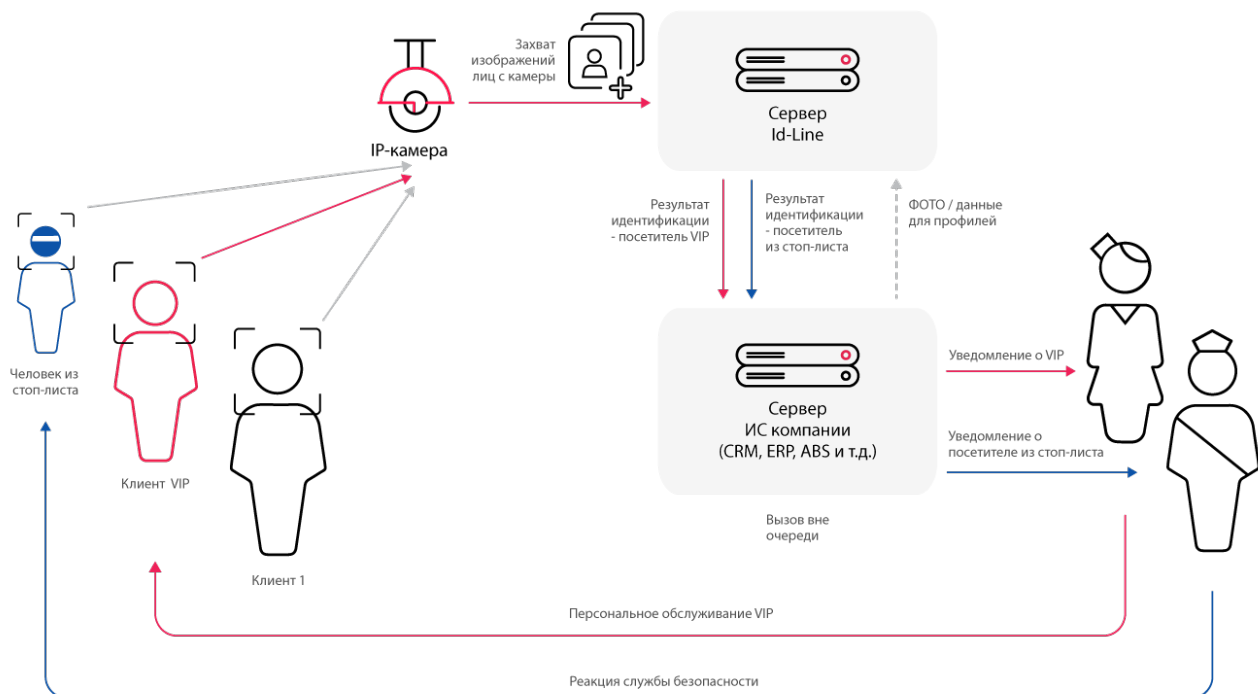 Захват
изображений
лиц с камеры
IP-камера
Сервер
Id-Line
Результат
идентификации
- посетитель VIP
Результат
идентификации
- посетитель
из стоп-листа
ФОТО / данные
для профилей
Человек из
стоп-листа
Клиент VIP
Клиент 1
Сервер
ИС компании
(CRM, ERP, ABS и т.д.)
Уведомление о VIP
Уведомление о
посетителе из стоп-листа
Вызов вне
очереди
Персональное обслуживание VIP
Реакция службы безопасности